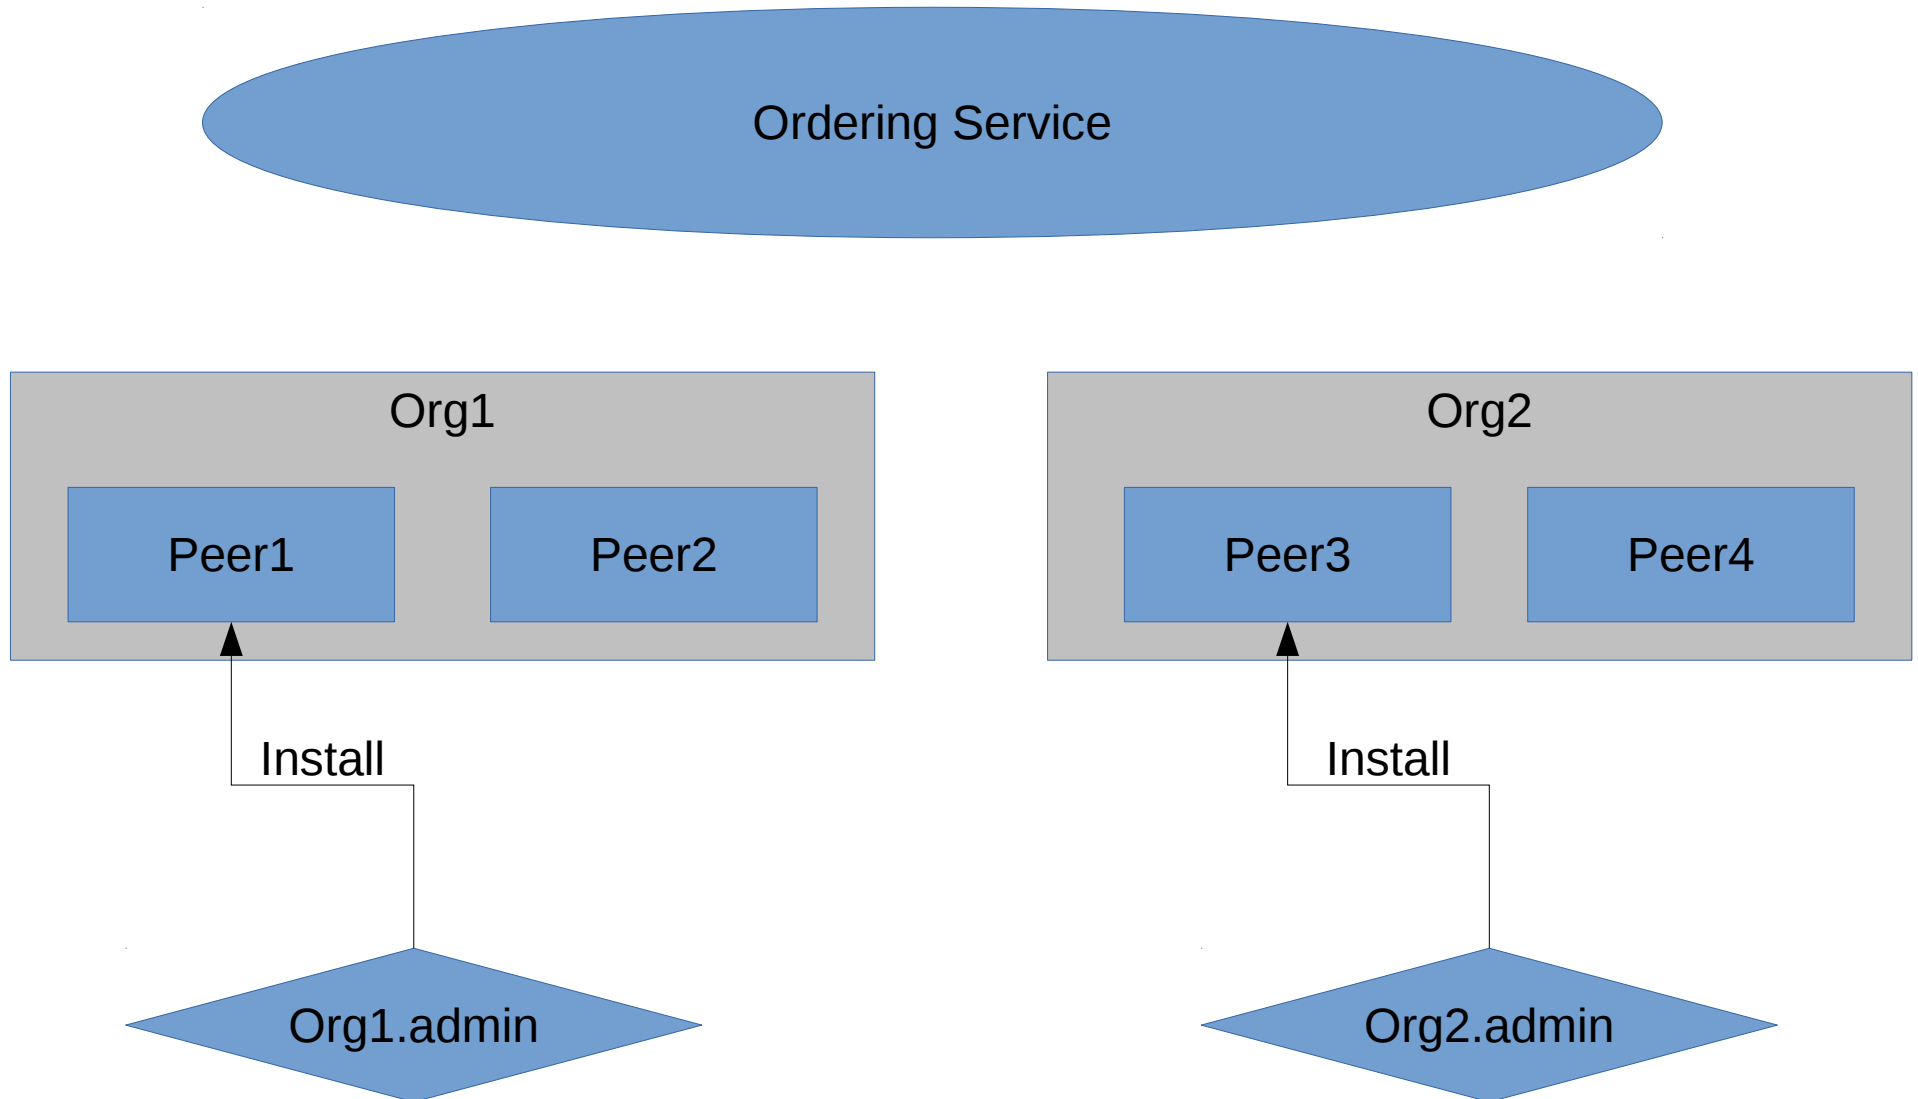 Ordering Service
Org1
Org2
Peer1
Peer2
Peer3
Peer4
Install
Install
Org1.admin
Org2.admin